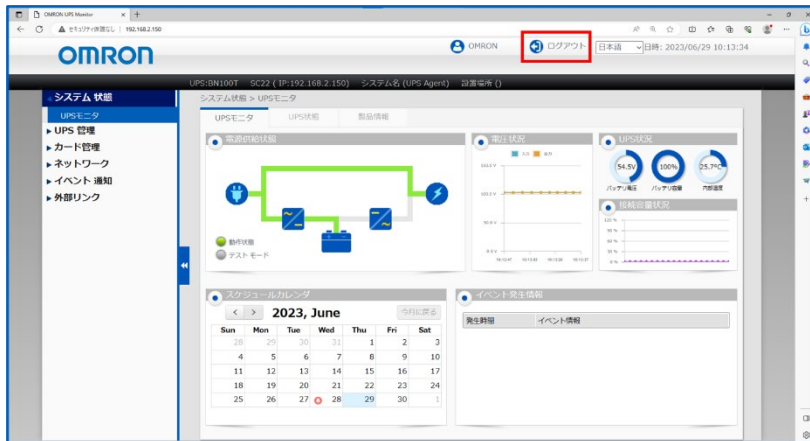 OMRON UPS Monitor
セキュリティ保護なし | 192.168.2.150
OMRON
OMRON
ログアウト
日本語
日時: 2023/06/29 10:13:34
UPS:BN100T SC22 ( IP:192.168.2.150) システム名 (UPS Agent) 設置場所 ()
システム 状態
UPSモニタ
UPS 管理
カード管理
ネットワーク
イベント 通知
外部リンク
システム状態 > UPSモニタ
UPSモニタ
UPS状態
製品情報
電源供給状態
動作状態
テスト モード
電圧状況
UPS状況
54.5V
100%
25.7℃
バッテリ電圧
バッテリ容量
内部温度
接続容量状況
スケジュールカレンダ
2023, June
今月に戻る
Sun Mon Tue Wed Thu Fri Sat
28 29 30 31 1 2 3
4 5 6 7 8 9 10
11 12 13 14 15 16 17
18 19 20 21 22 23 24
25 26 27 28 29 30 1
イベント発生情報
発生時間
イベント情報